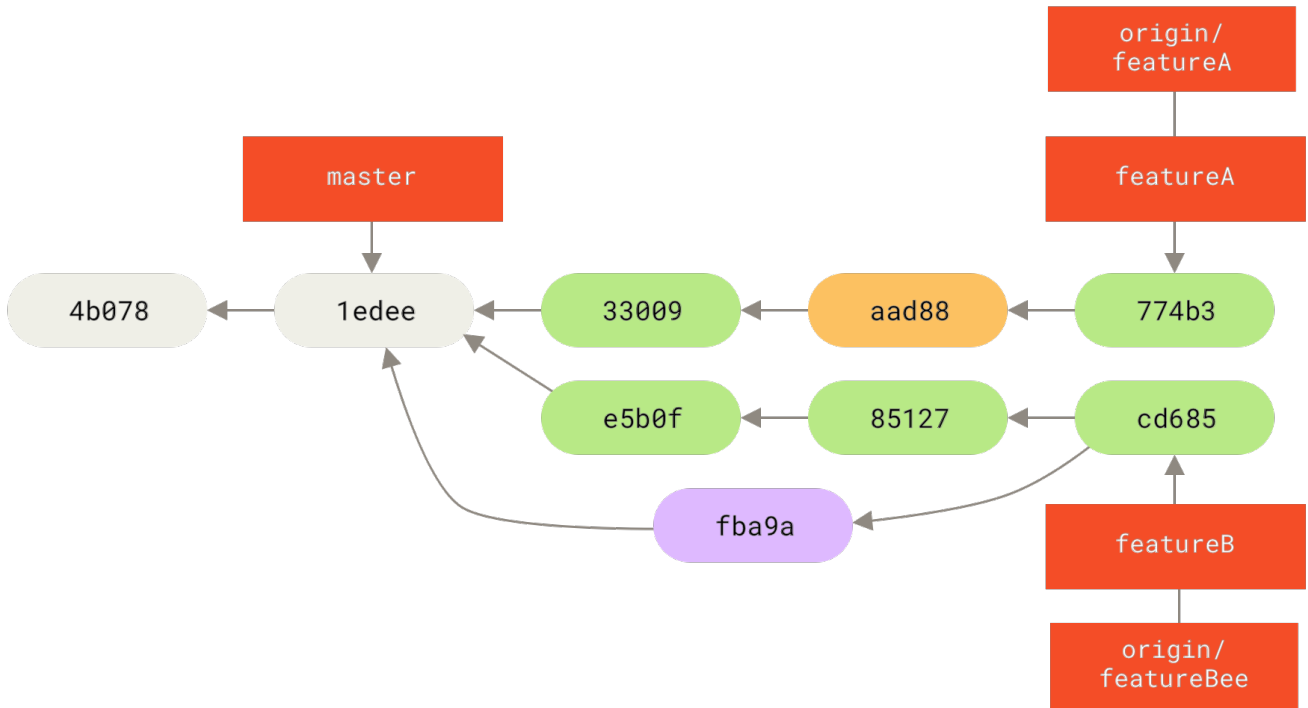 origin/
featureA
master
featureA
4b078
1edee
33009
aad88
774b3
e5b0f
85127
cd685
fba9a
featureB
origin/
featureBee